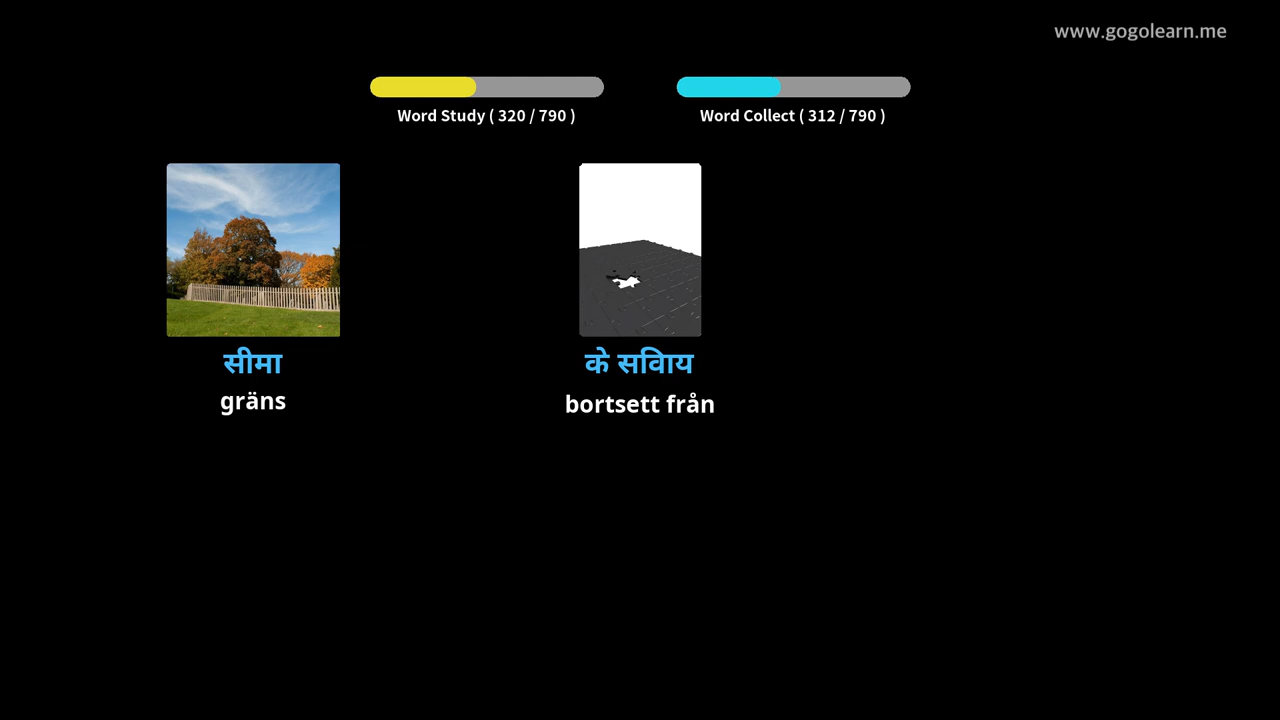 www.gogolearn.me
Word Study ( 320 / 790 )
Word Collect ( 312 / 790 )
सीमा
gräns
के सिवाय
bortsett från